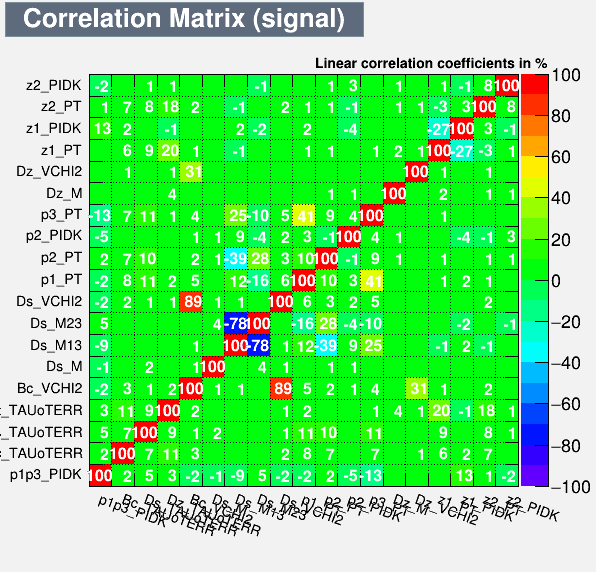 Correlation Matrix (signal)
Linear correlation coefficients in %
z2_PIDK -2 1 1 -1 1 3 1 1 1 -1 8 100
z2_PT 1 7 8 18 2 -1 2 1 1 -1 1 1 -3 3 100 8
z1_PIDK 13 2 -1 2 -2 2 -4 -27 100 3 -1
z1_PT 6 9 20 1 -1 1 1 1 2 1 100 -27 -3 1
Dz_VCHI2 1 1 31 100 1 1
Dz_M 4 1 1 100 2 1 1
p3_PT -13 7 11 1 4 25 -10 5 41 9 4 100 1
p2_PIDK -5 1 1 9 -4 2 3 -1 100 4 1 -4 -1 3
p2_PT 2 7 10 2 1 -39 28 3 10 100 -1 9 1 1
p1_PT -2 8 11 2 5 12 -16 6 100 10 3 41 1 2 1
Ds_VCHI2 -2 2 1 1 89 1 1 100 6 3 2 5 2
Ds_M23 5 4 -78 100 -16 28 -4 -10 -2 -1
Ds_M13 -9 1 100 -78 1 12 -39 9 25 -1 2 -1
Ds_M -1 2 1 100 4 1 1 1
Bc_VCHI2 -2 3 1 2 100 1 1 89 5 2 1 4 31 1 2
_TAUoTERR 3 11 9 100 2 1 2 1 4 1 20 -1 18 1
_TAUoTERR 5 7 100 9 1 2 1 11 10 11 9 8 1
_TAUoTERR 2 100 7 11 3 2 8 7 7 1 6 2 7
p1p3_PIDK 100 2 5 3 -2 -1 -9 5 -2 -2 2 -5 -13 13 1 -2
100
80
60
40
20
0
−20
−40
−60
−80
−100